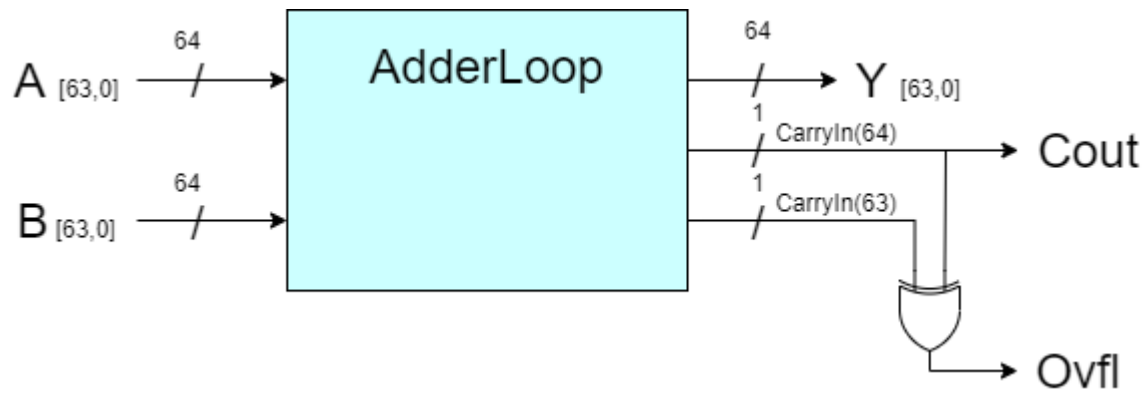 64
AdderLoop
64
A [63,0]
Y [63,0]
1
CarryIn(64)
Cout
64
1
CarryIn(63)
B [63,0]
Ovfl